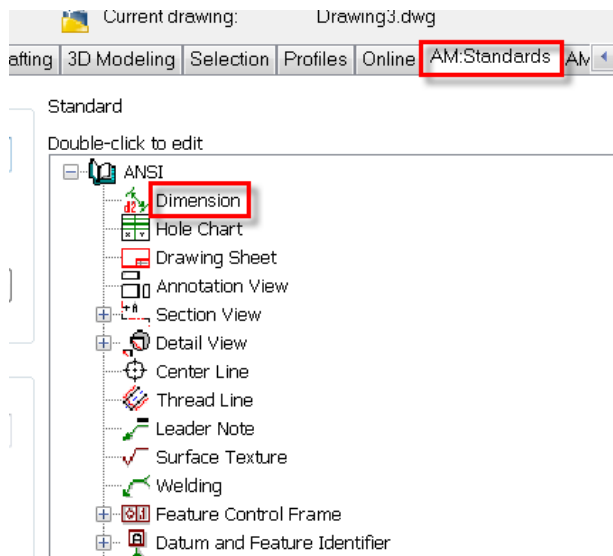 Current drawing: Drawing3.dwg
afting 3D Modeling Selection Profiles Online AM:Standards AM
Standard
Double-click to edit
ANSI
Dimension
Hole Chart
Drawing Sheet
Annotation View
Section View
Detail View
Center Line
Thread Line
Leader Note
Surface Texture
Welding
Feature Control Frame
Datum and Feature Identifier